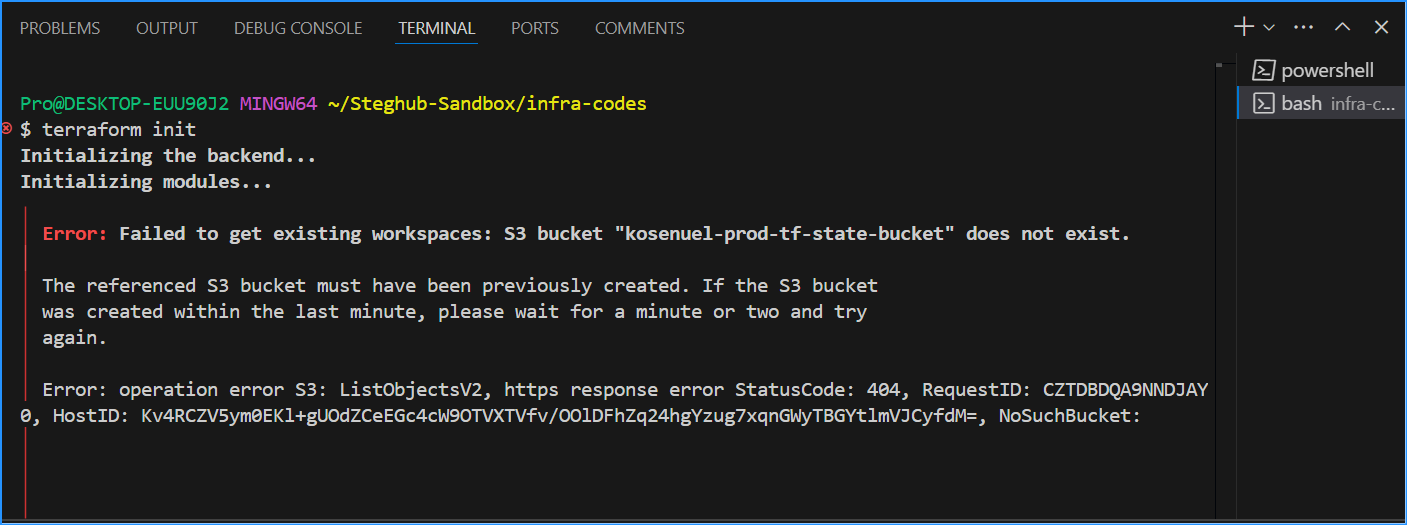 PROBLEMS OUTPUT DEBUG CONSOLE TERMINAL PORTS COMMENTS
powershell
bash infra-c...
Pro@DESKTOP-EUU90J2 MINGW64 ~/Steghub-Sandbox/infra-codes
$ terraform init
Initializing the backend...
Initializing modules...
Error: Failed to get existing workspaces: S3 bucket "kosenuel-prod-tf-state-bucket" does not exist.
The referenced S3 bucket must have been previously created. If the S3 bucket
was created within the last minute, please wait for a minute or two and try
again.
Error: operation error S3: ListObjectsV2, https response error StatusCode: 404, RequestID: CZTDBDQA9NNDJAY
0, HostID: Kv4RCZV5ym0EKl+gUOdZCeEGc4cW9OTVXTVfv/OOlDFhZq24hgYzug7xqnGWyTBGYtlmVJCyfdM=, NoSuchBucket: